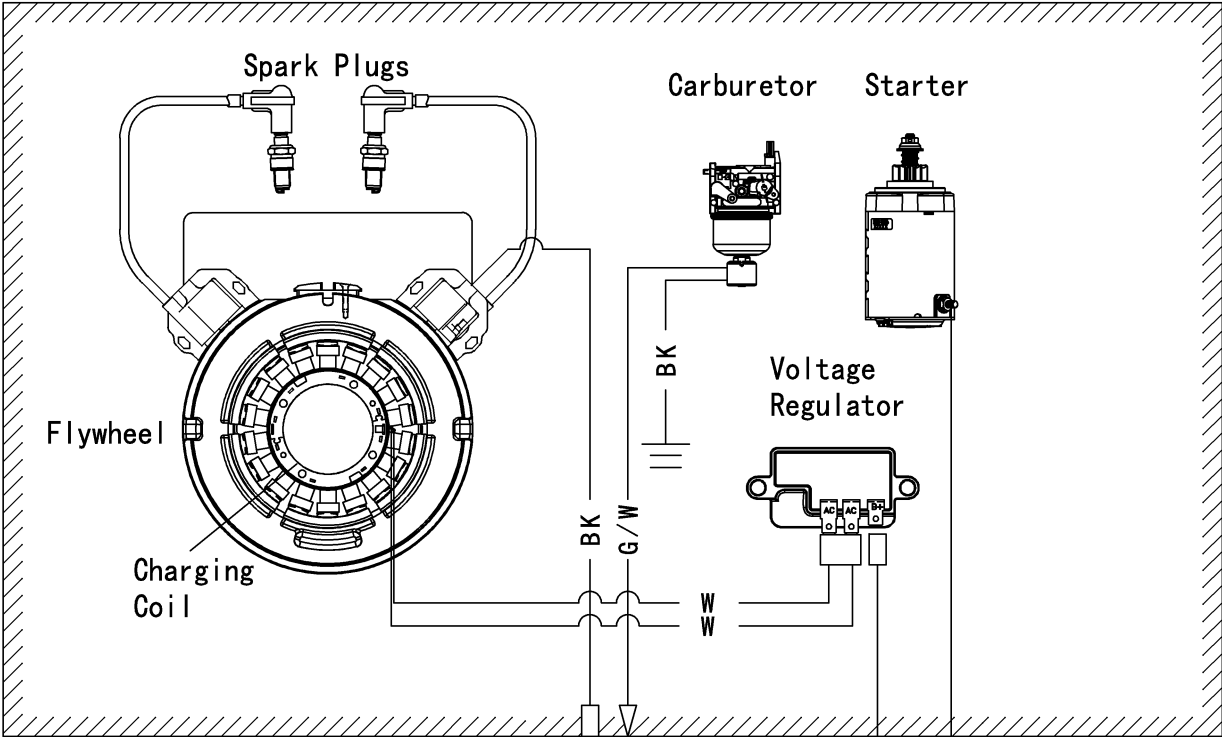 Spark Plugs
Carburetor
Starter
Flywheel
Charging
Coil
Voltage
Regulator
BK
AC
AC
B+
BK
G/W
W
W